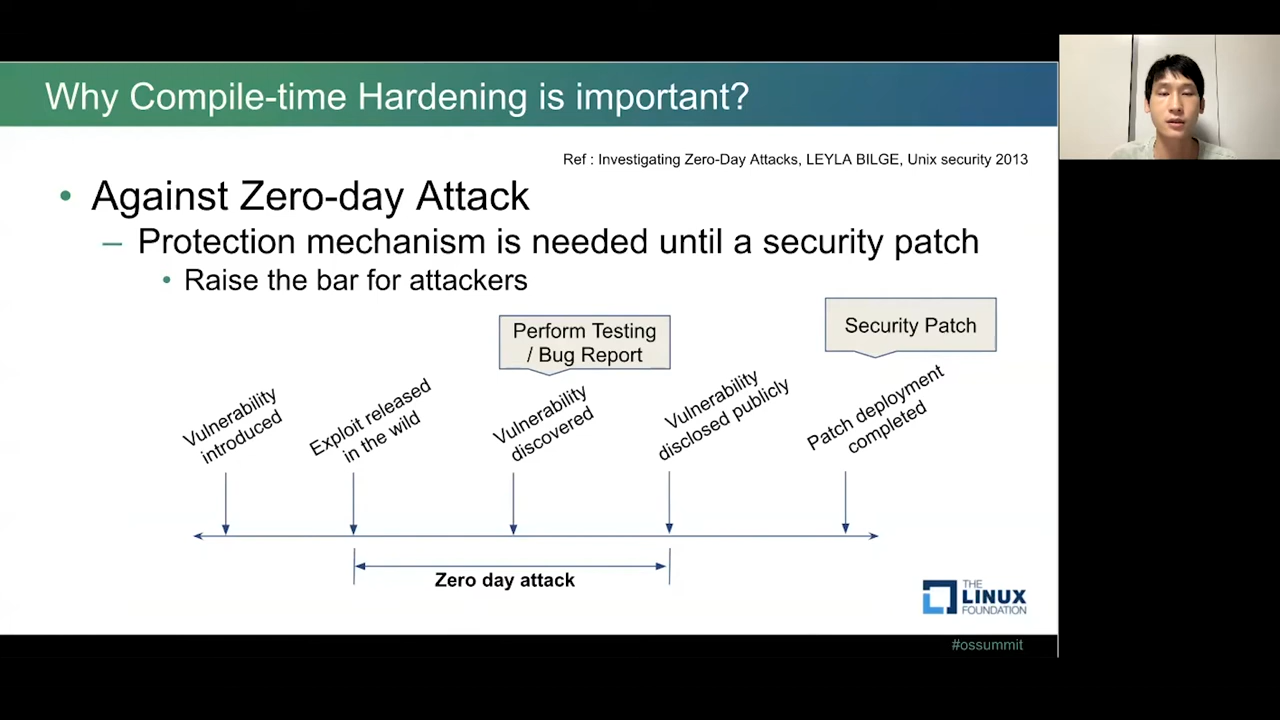 Why Compile-time Hardening is important?
Ref : Investigating Zero-Day Attacks, LEYLA BILGE, Unix security 2013
• Against Zero-day Attack
– Protection mechanism is needed until a security patch
• Raise the bar for attackers
Perform Testing
/ Bug Report
Security Patch
Vulnerability
introduced
Exploit released
in the wild
Vulnerability
discovered
Vulnerability
disclosed publicly
Patch deployment
completed
Zero day attack
THE
LINUX
FOUNDATION
#ossummit